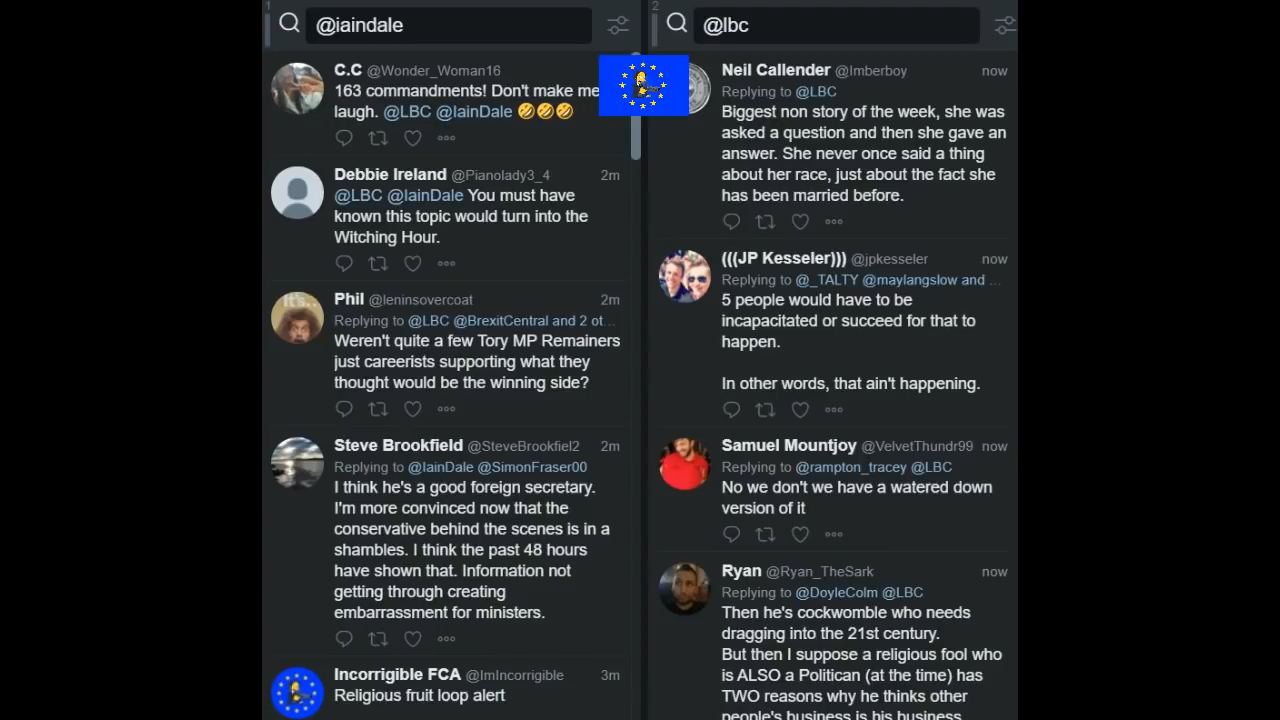 1
@iaindale
C.C @Wonder_Woman16
163 commandments! Don't make me
laugh. @LBC @IainDale 🤣🤣🤣
Debbie Ireland @Pianolady3_4 2m
@LBC @IainDale You must have
known this topic would turn into the
Witching Hour.
Phil @leninsovercoat 2m
Replying to @LBC @BrexitCentral and 2 ot...
Weren't quite a few Tory MP Remainers
just careerists supporting what they
thought would be the winning side?
Steve Brookfield @SteveBrookfiel2 2m
Replying to @IainDale @SimonFraser00
I think he's a good foreign secretary.
I'm more convinced now that the
conservative behind the scenes is in a
shambles. I think the past 48 hours
have shown that. Information not
getting through creating
embarrassment for ministers.
Incorrigible FCA @ImIncorrigible 3m
Religious fruit loop alert
2
@lbc
Neil Callender @Imberboy now
Replying to @LBC
Biggest non story of the week, she was
asked a question and then she gave an
answer. She never once said a thing
about her race, just about the fact she
has been married before.
(((JP Kesseler))) @jpkesseler now
Replying to @_TALTY @maylangslow and ...
5 people would have to be
incapacitated or succeed for that to
happen.
In other words, that ain't happening.
Samuel Mountjoy @VelvetThundr99 now
Replying to @rampton_tracey @LBC
No we don't we have a watered down
version of it
Ryan @Ryan_TheSark now
Replying to @DoyleColm @LBC
Then he's cockwomble who needs
dragging into the 21st century.
But then I suppose a religious fool who
is ALSO a Politican (at the time) has
TWO reasons why he thinks other
people's business is his business